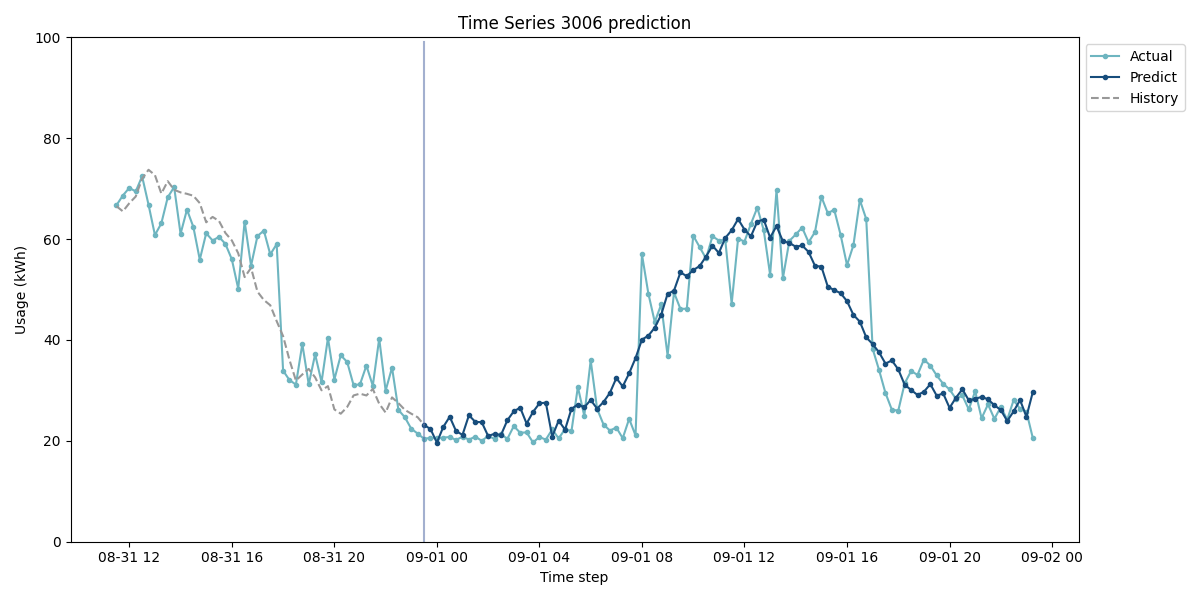 Time Series 3006 prediction
100
80
60
40
20
0
Usage (kWh)
08-31 12
08-31 16
08-31 20
09-01 00
09-01 04
09-01 08
09-01 12
09-01 16
09-01 20
09-02 00
Time step
Actual
Predict
History